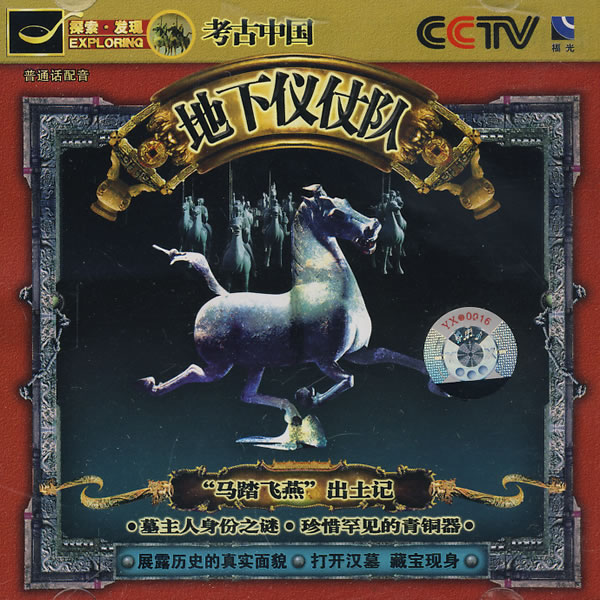 探索·发现
EXPLORING
考古中国
CCTV
福光
普通话配音
地下仪仗队
YX●0016
“马踏飞燕”出土记
·墓主人身份之谜·珍惜罕见的青铜器·
展露历史的真实面貌 打开汉墓 藏宝现身